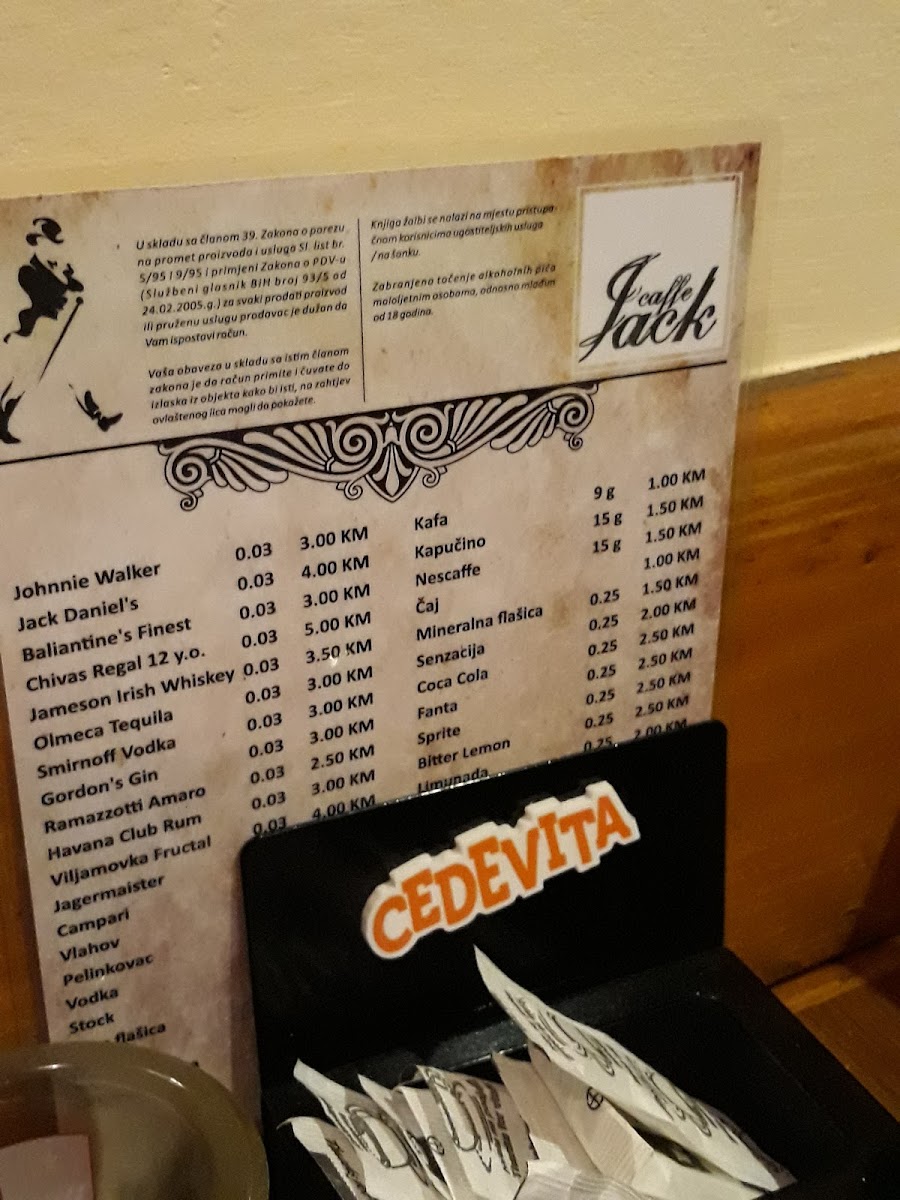 U skladu sa članom 39. Zakona o porezu
na promet proizvoda i usluga Sl. list br.
5/95 i 9/95 i primjeni Zakona o PDV-u
(Službeni glasnik BiH broj 93/5 od
24.02.2005.g.) za svaki prodati proizvod
ili pruženu uslugu prodavac je dužan da
Vam ispostavi račun.
Vaša obaveza u skladu sa istim članom
zakona je da račun primite i čuvate do
izlaska iz objekta kako bi isti, na rahtjev
ovlaštenog lica mogli da pokažete.
Knjiga žalbi se nalazi na mjestu pristupa-
čnom korisnicima ugostiteljskih usluga
/na šanku.
Zabranjeno točenje alkoholnih pića
maloljetnim osobama, odnosno mlađim
od 18 godina.
caffe
Jack
Johnnie Walker 0.03 3.00 KM
Jack Daniel's 0.03 4.00 KM
Baliantine's Finest 0.03 3.00 KM
Chivas Regal 12 y.o. 0.03 5.00 KM
Jameson Irish Whiskey 0.03 3.50 KM
Olmeca Tequila 0.03 3.00 KM
Smirnoff Vodka 0.03 3.00 KM
Gordon's Gin 0.03 3.00 KM
Ramazzotti Amaro 0.03 2.50 KM
Havana Club Rum 0.03 3.00 KM
Viljamovka Fructal 0.03 4.00 KM
Jagermaister
Campari
Vlahov
Pelinkovac
Vodka
Stock
flašica
Kafa 9 g 1.00 KM
Kapučino 15 g 1.50 KM
Nescaffe 15 g 1.50 KM
Čaj 1.00 KM
Mineralna flašica 0.25 1.50 KM
Senzacija 0.25 2.00 KM
Coca Cola 0.25 2.50 KM
Fanta 0.25 2.50 KM
Sprite 0.25 2.50 KM
Bitter Lemon 0.25 2.50 KM
Limunada 0.25 2.00 KM
CEDEVITA